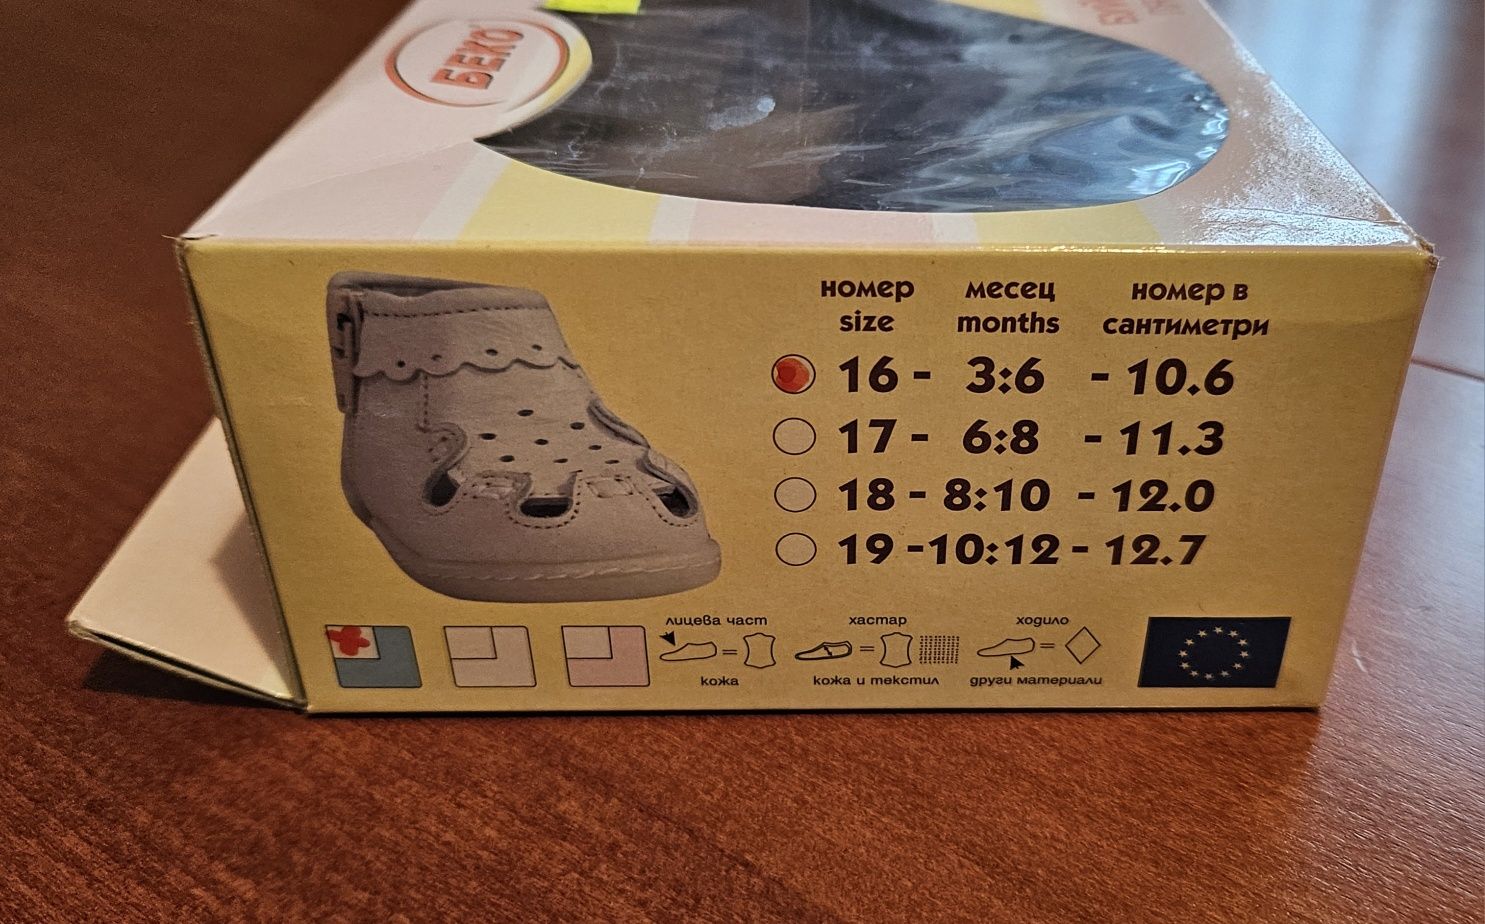 БЕКО
номер месец номер в
size months сантиметри
16 - 3:6 - 10.6
17 - 6:8 - 11.3
18 - 8:10 - 12.0
19 - 10:12 - 12.7
лицева част хастар ходило
= = =
кожа кожа и текстил други материали